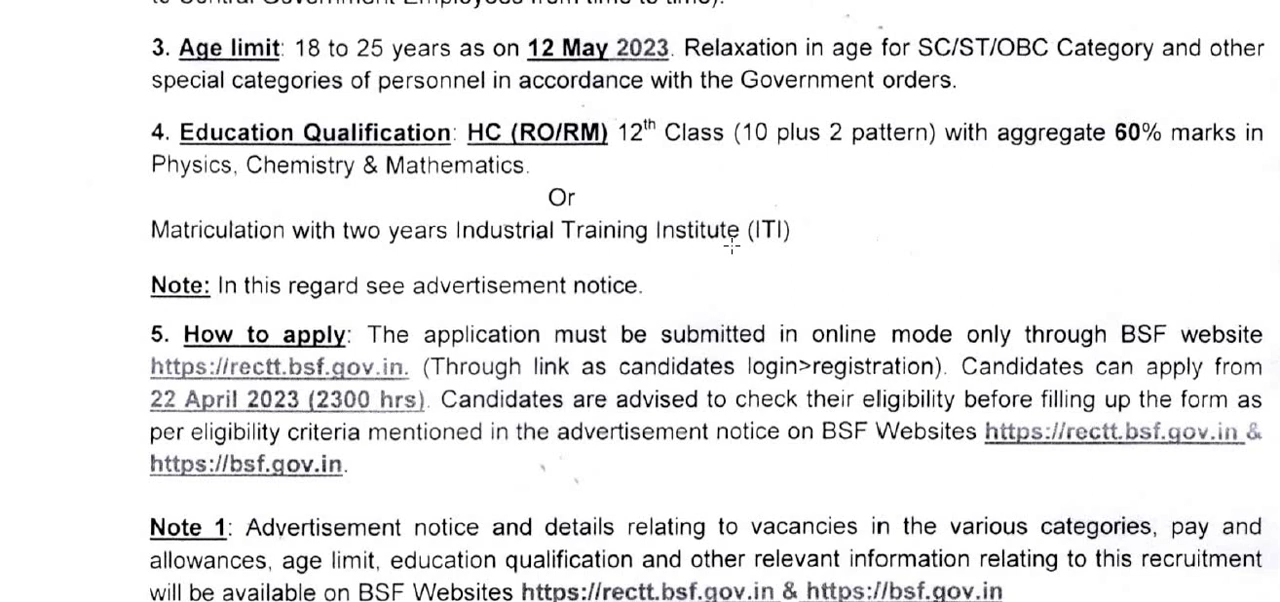 to Central Government Employees from time to time).
3. Age limit: 18 to 25 years as on 12 May 2023. Relaxation in age for SC/ST/OBC Category and other
special categories of personnel in accordance with the Government orders.
4. Education Qualification: HC (RO/RM) 12th Class (10 plus 2 pattern) with aggregate 60% marks in
Physics, Chemistry & Mathematics.
Or
Matriculation with two years Industrial Training Institute (ITI)
Note: In this regard see advertisement notice.
5. How to apply: The application must be submitted in online mode only through BSF website
https://rectt.bsf.gov.in. (Through link as candidates login>registration). Candidates can apply from
22 April 2023 (2300 hrs). Candidates are advised to check their eligibility before filling up the form as
per eligibility criteria mentioned in the advertisement notice on BSF Websites https://rectt.bsf.gov.in &
https://bsf.gov.in.
Note 1: Advertisement notice and details relating to vacancies in the various categories, pay and
allowances, age limit, education qualification and other relevant information relating to this recruitment
will be available on BSF Websites https://rectt.bsf.gov.in & https://bsf.gov.in